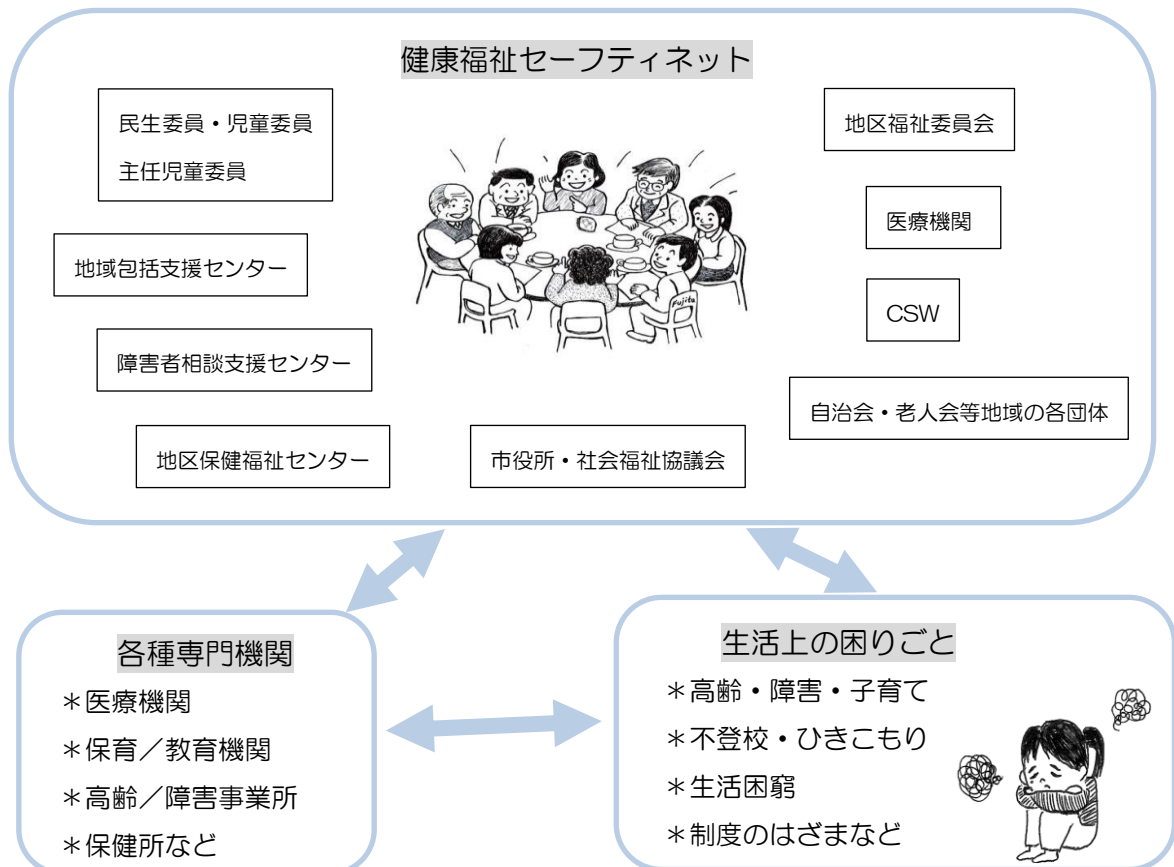 健康福祉セーフティネット
民生委員・児童委員
主任児童委員
地域包括支援センター
障害者相談支援センター
地区保健福祉センター
市役所・社会福祉協議会
地区福祉委員会
医療機関
CSW
自治会・老人会等地域の各団体
Fujita
各種専門機関
＊医療機関
＊保育／教育機関
＊高齢／障害事業所
＊保健所など
生活上の困りごと
＊高齢・障害・子育て
＊不登校・ひきこもり
＊生活困窮
＊制度のはざまなど